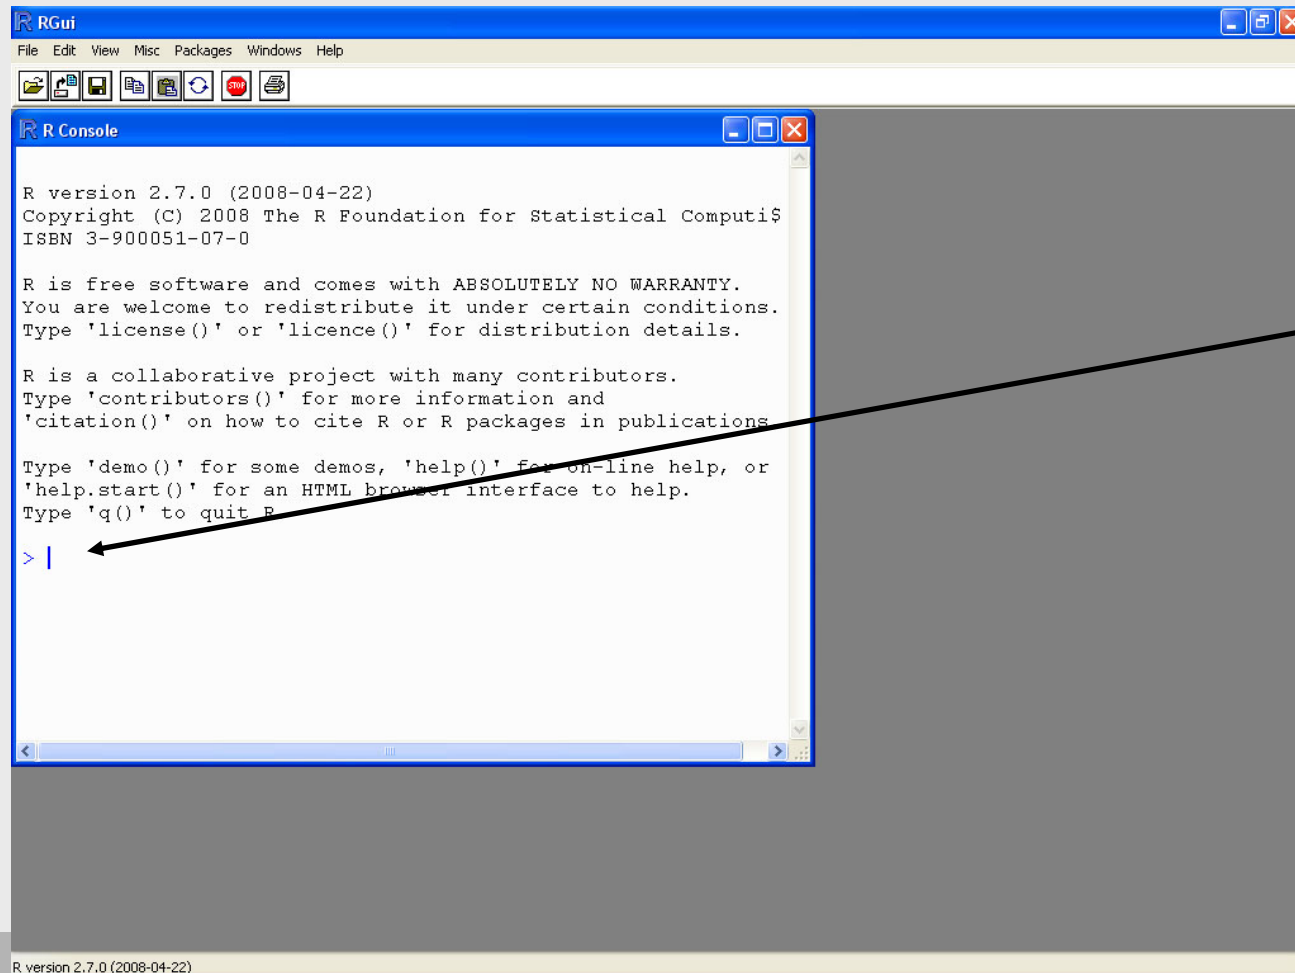 R RGui
File Edit View Misc Packages Windows Help
STOP
R R Console
R version 2.7.0 (2008-04-22)
Copyright (C) 2008 The R Foundation for Statistical Computi$
ISBN 3-900051-07-0
R is free software and comes with ABSOLUTELY NO WARRANTY.
You are welcome to redistribute it under certain conditions.
Type 'license()' or 'licence()' for distribution details.
R is a collaborative project with many contributors.
Type 'contributors()' for more information and
'citation()' on how to cite R or R packages in publications
Type 'demo()' for some demos, 'help()' for on-line help, or
'help.start()' for an HTML browser interface to help.
Type 'q()' to quit R
>
R version 2.7.0 (2008-04-22)